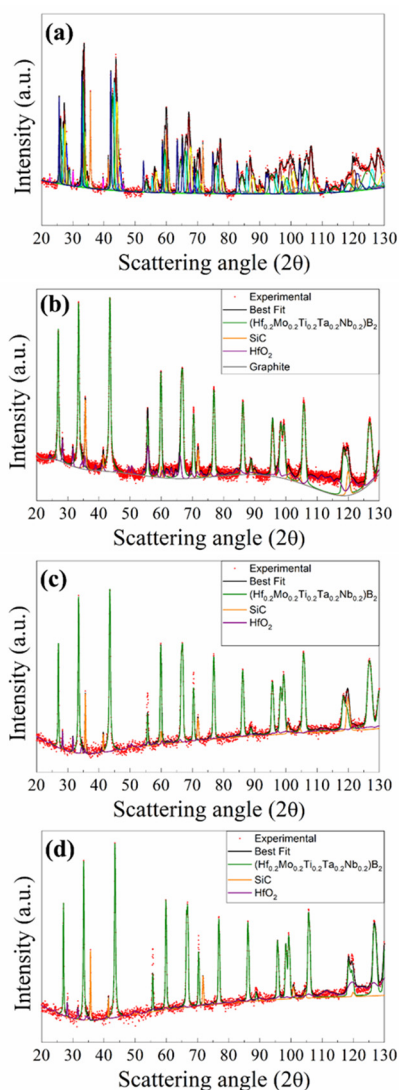 (a)
Intensity (a.u.)
20 30 40 50 60 70 80 90 100 110 120 130
Scattering angle (2θ)
(b)
Experimental
Best Fit
(Hf0.2Mo0.2Ti0.2Ta0.2Nb0.2)B2
SiC
HfO2
Graphite
Intensity (a.u.)
20 30 40 50 60 70 80 90 100 110 120 130
Scattering angle (2θ)
(c)
Experimental
Best Fit
(Hf0.2Mo0.2Ti0.2Ta0.2Nb0.2)B2
SiC
HfO2
Intensity (a.u.)
20 30 40 50 60 70 80 90 100 110 120 130
Scattering angle (2θ)
(d)
Experimental
Best Fit
(Hf0.2Mo0.2Ti0.2Ta0.2Nb0.2)B2
SiC
HfO2
Intensity (a.u.)
20 30 40 50 60 70 80 90 100 110 120 130
Scattering angle (2θ)